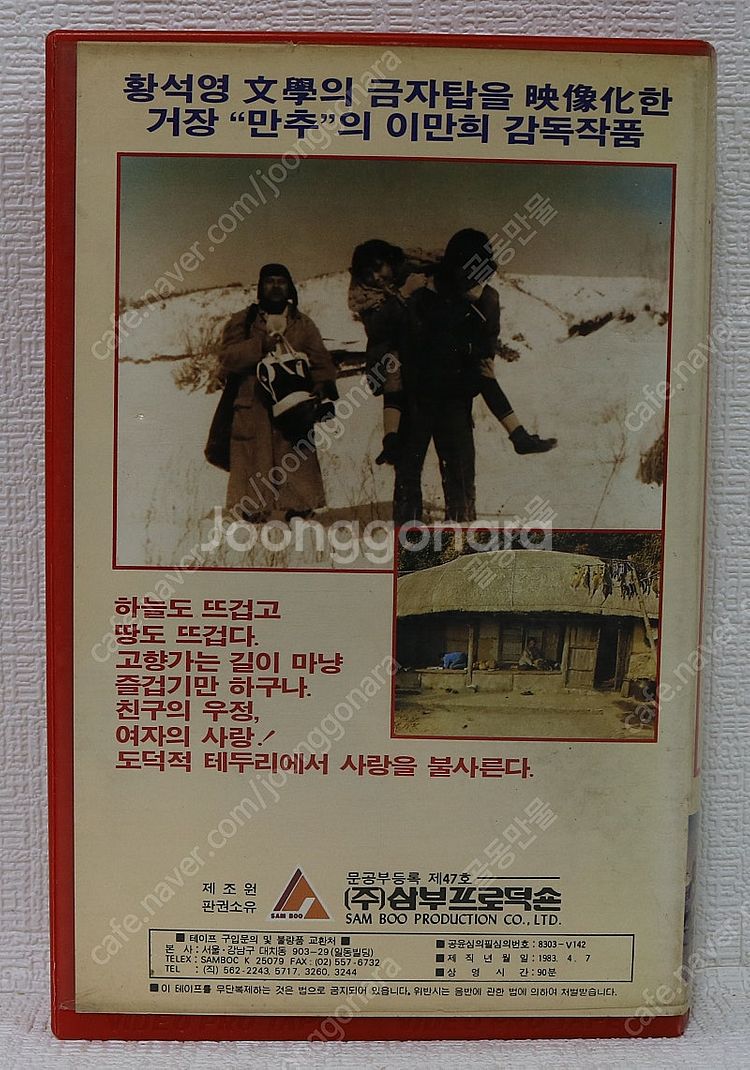 황석영 文學의 금자탑을 映像化한
거장 “만추”의 이만희 감독작품
하늘도 뜨겁고
땅도 뜨겁다.
고향가는 길이 마냥
즐겁기만 하구나.
친구의 우정,
여자의 사랑!
도덕적 테두리에서 사랑을 불사른다.
제조원
판권소유
SAM BOO
문공부등록 제47호
(주)삼부프로덕숀
SAM BOO PRODUCTION CO., LTD.
■ 테이프 구입문의 및 불량품 교환처 ■
본 사 : 서울·강남구 대치동 903-29(일동빌딩)
TELEX : SAMBOC K 25079 FAX : (02) 557-6732
TEL : (직) 562-2243, 5717, 3260, 3244
■ 공윤심의필심의번호 : 8303-V142
■ 제작년월일 : 1983. 4. 7
■ 상영시간 : 90분
■ 이 테이프를 무단복제하는 것은 법으로 금지되어 있읍니다. 위반시는 음반에 관한 법에 의하여 처벌받습니다.
Joonggonara
cafe.naver.com/joonggonara
골동만물